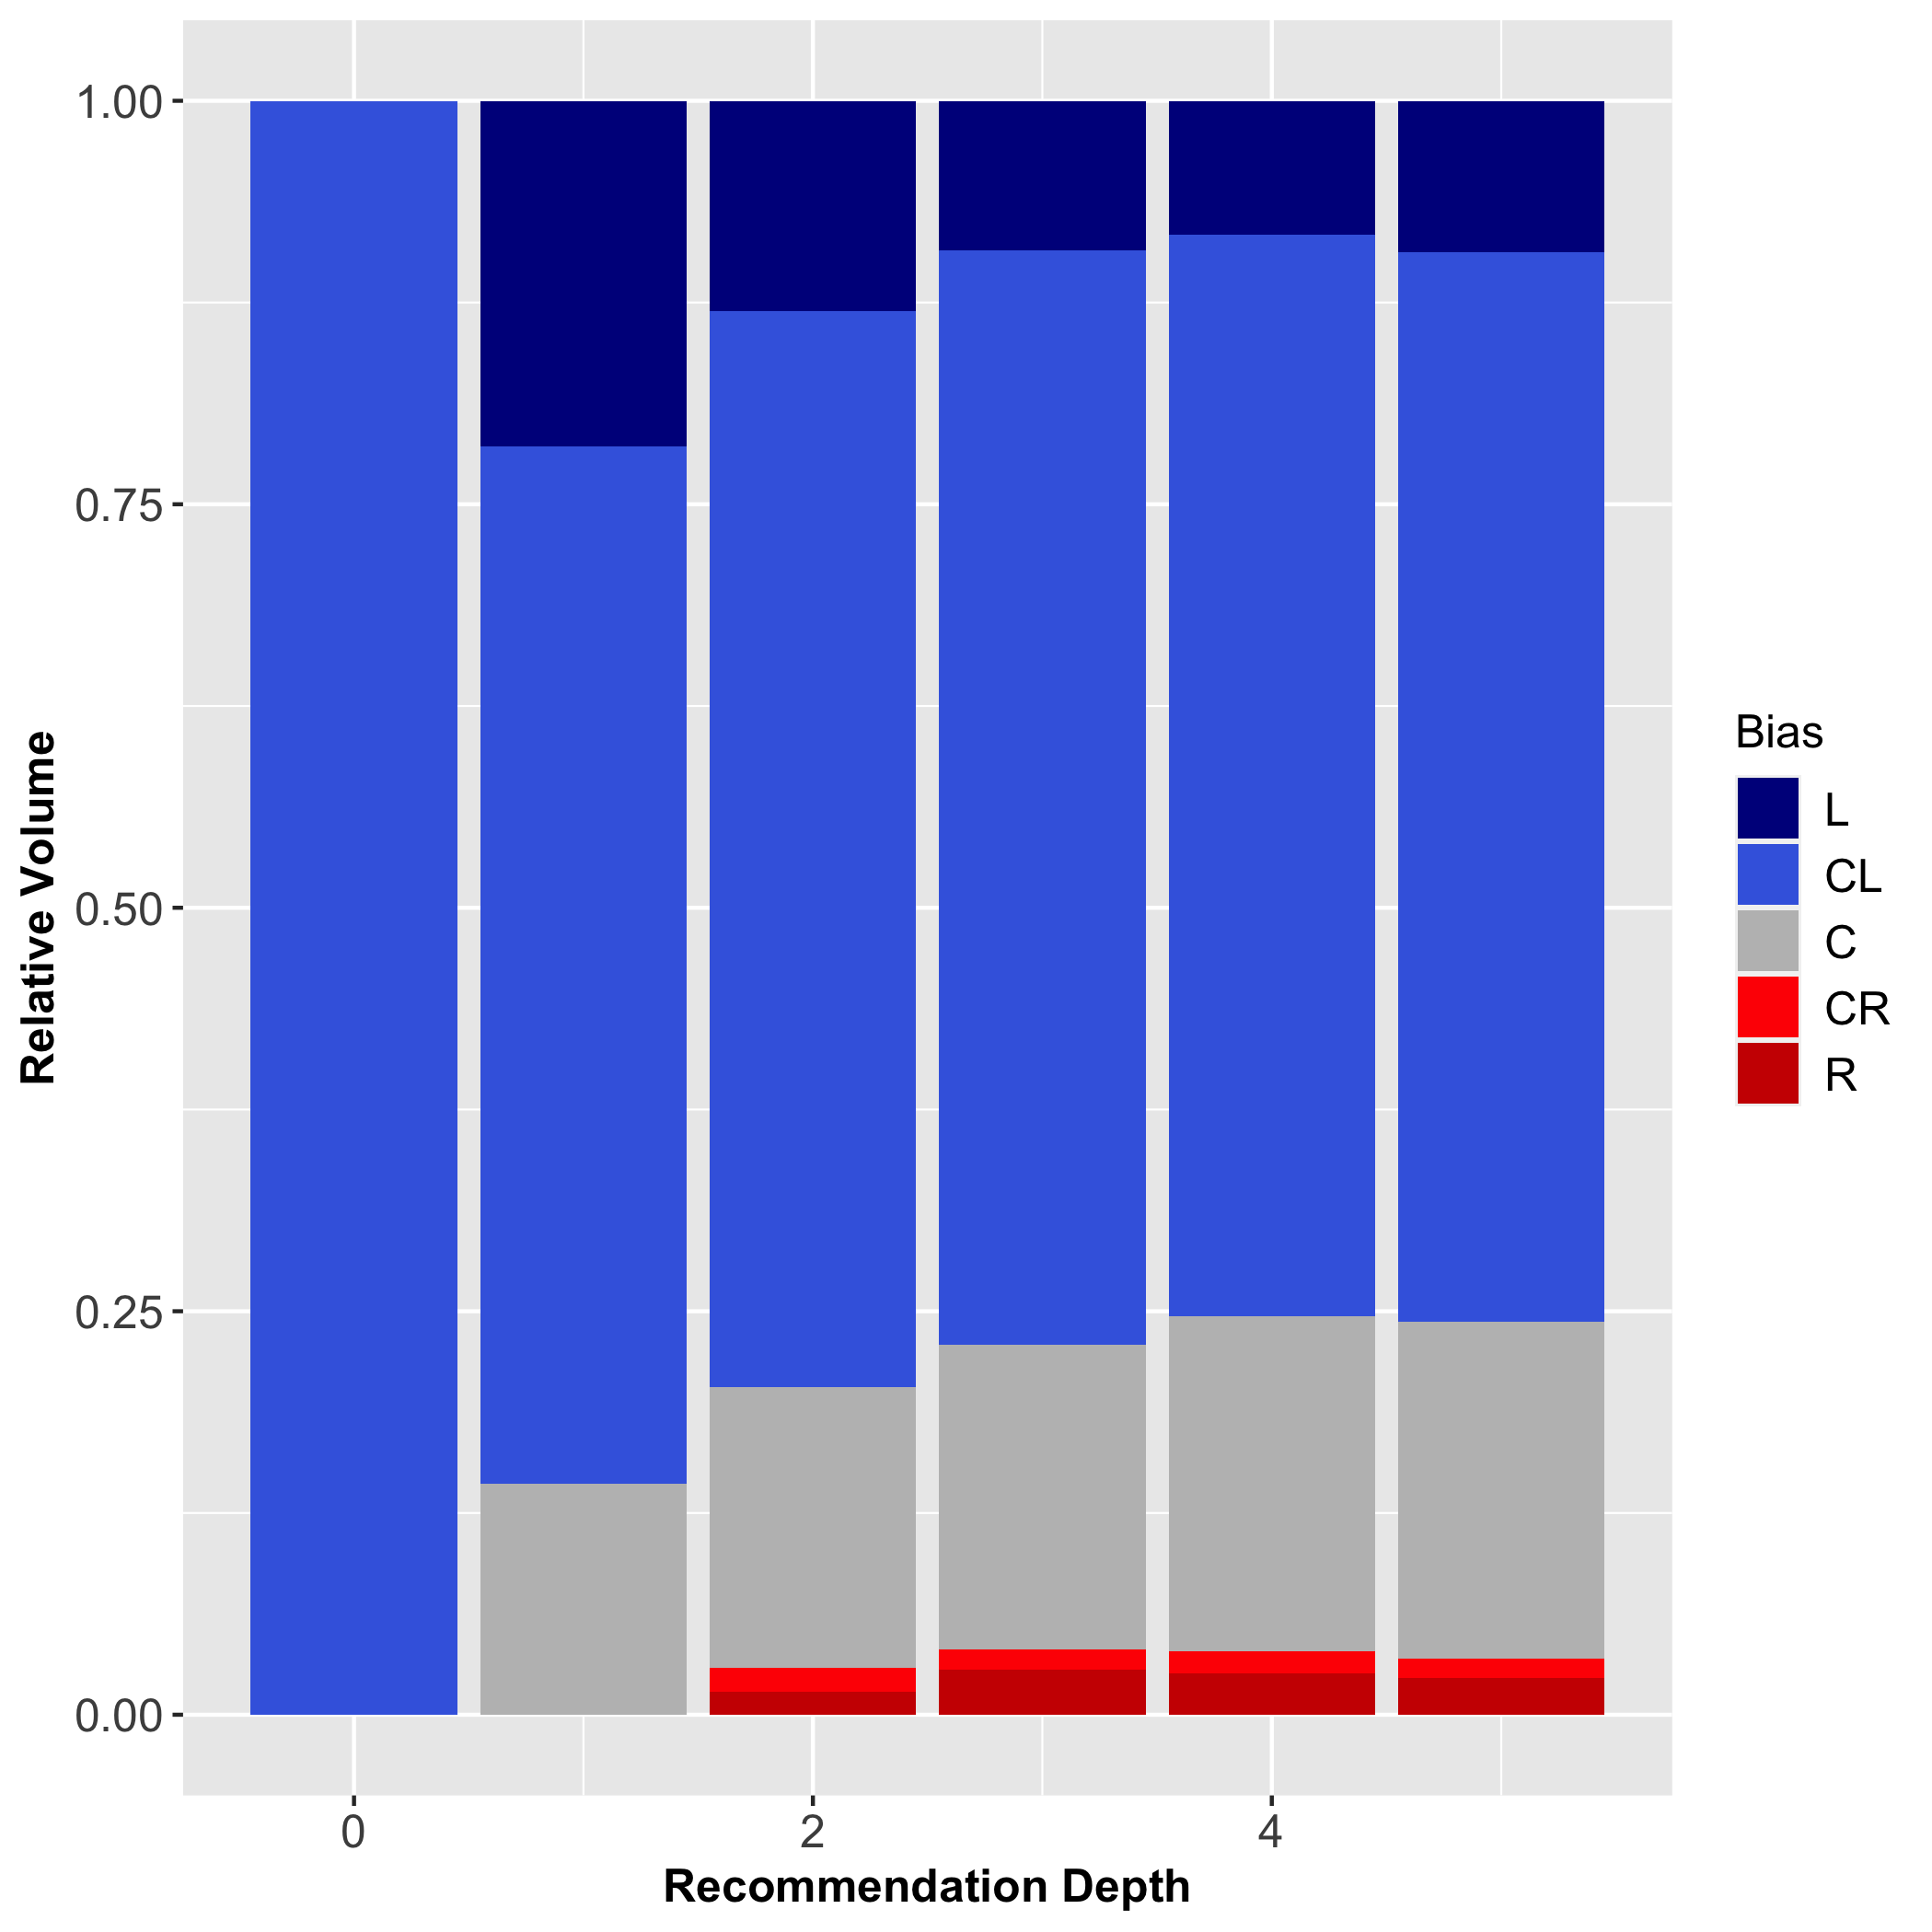 1.00
0.75
0.50
0.25
0.00
Relative Volume
0
2
4
Recommendation Depth
Bias
L
CL
C
CR
R